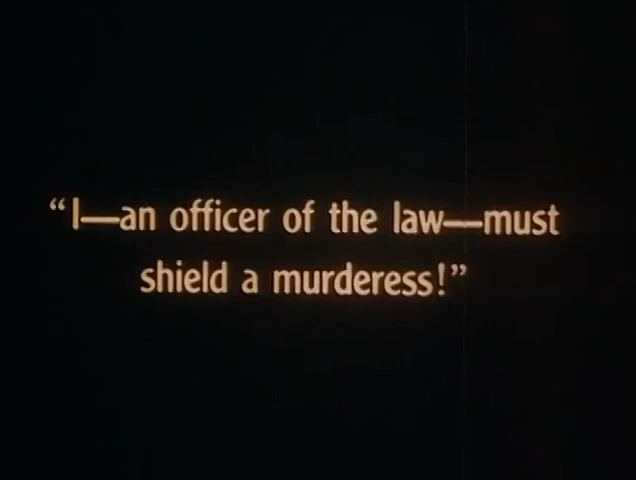 “I—an officer of the law—must
shield a murderess!”